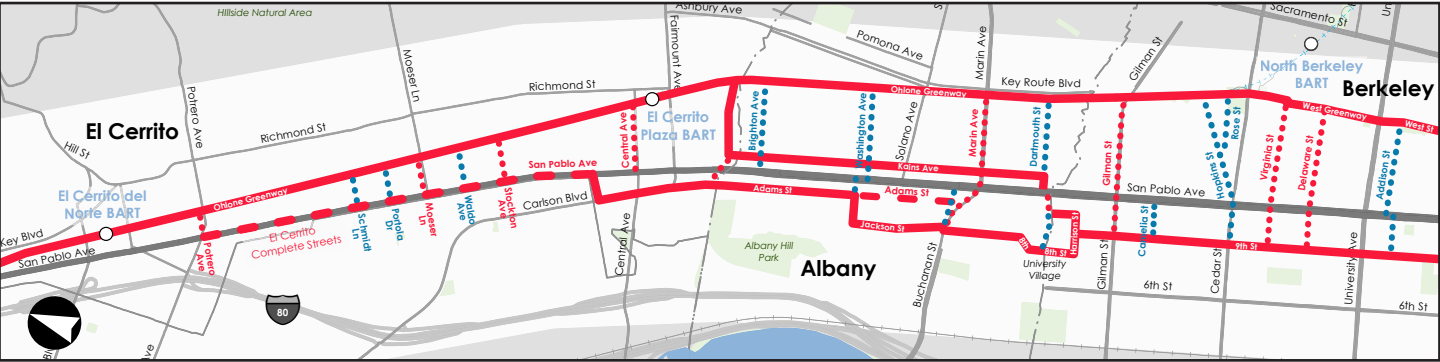 Hillside Natural Area
Ashbury Ave
Sacramento St
Fairmount Ave
Pomona Ave
Marin Ave
Gilman St
Moeser Ln
North Berkeley
BART
Berkeley
Richmond St
Key Route Blvd
Ohlone Greenway
Potrero Ave
El Cerrito
Richmond St
El Cerrito
Plaza BART
Central Ave
Brighton Ave
Washington Ave
Solano Ave
Marin Ave
Dartmouth St
Gilman St
Rose St
Hopkins St
Virginia St
Delaware St
West Greenway
West St
Addison St
Hill St
San Pablo Ave
Kains Ave
El Cerrito del
Norte BART
Ohlone Greenway
Schmidt
Ln
Portola
Dr
Moeser
Ln
Waldo
Ave
Stockton
Ave
Carlson Blvd
Adams St
Adams St
San Pablo Ave
Key Blvd
San Pablo Ave
Potrero
Ave
El Cerrito
Complete Streets
Central Ave
Jackson St
8th
8th St
Harrison St
Camelia St
9th St
Albany Hill
Park
Albany
Buchanan St
University
Village
Gilman St
Cedar St
University Ave
6th St
6th St
80